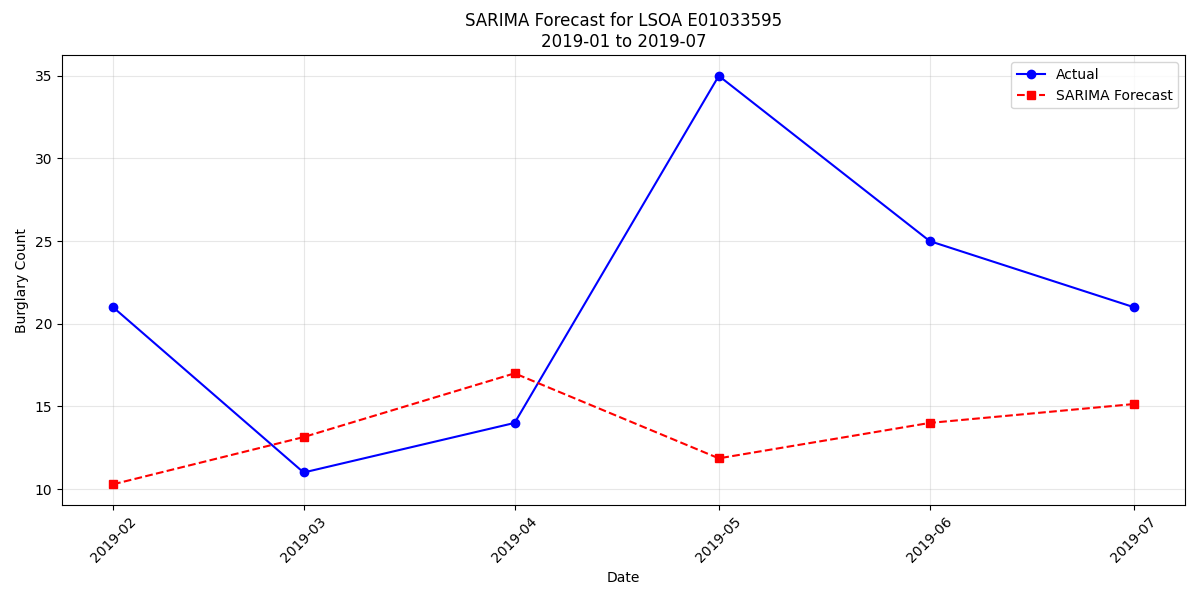 SARIMA Forecast for LSOA E01033595
2019-01 to 2019-07
Actual
SARIMA Forecast
Burglary Count
35
30
25
20
15
10
2019-02
2019-03
2019-04
2019-05
2019-06
2019-07
Date